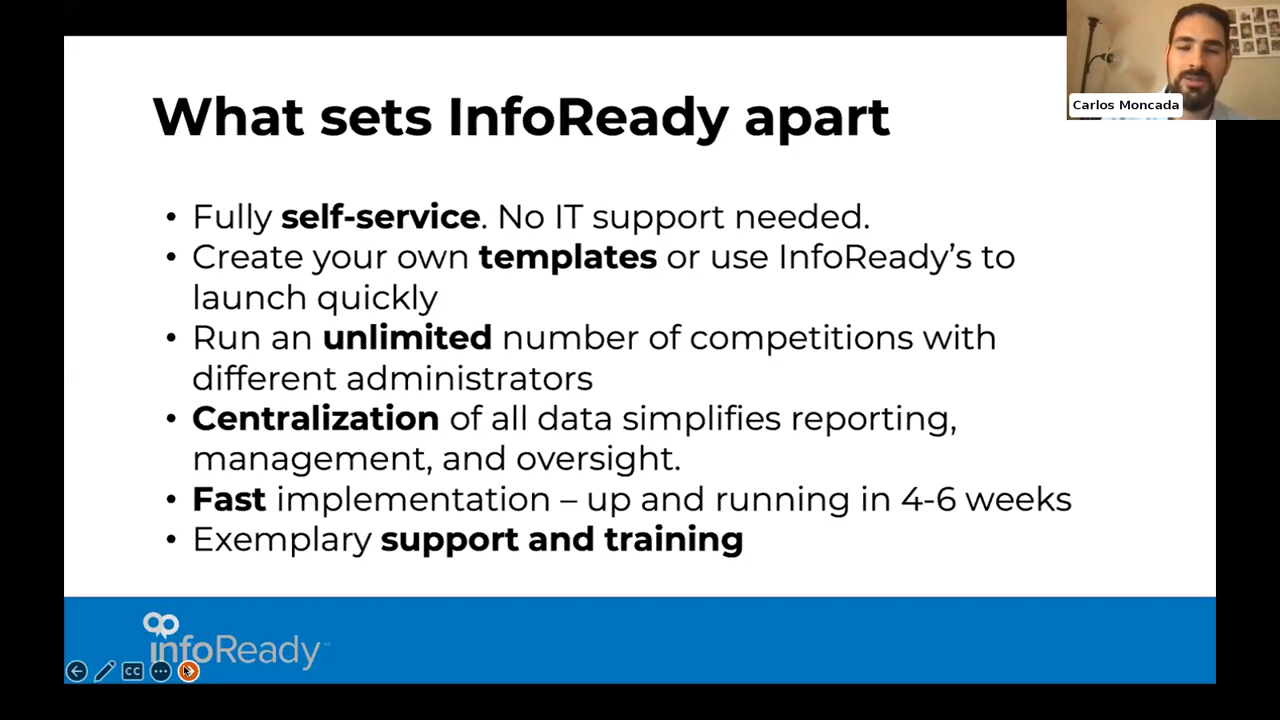 What sets InfoReady apart
Carlos Moncada
• Fully self-service. No IT support needed.
• Create your own templates or use InfoReady’s to
launch quickly
• Run an unlimited number of competitions with
different administrators
• Centralization of all data simplifies reporting,
management, and oversight.
• Fast implementation – up and running in 4-6 weeks
• Exemplary support and training
infoReady™
CC